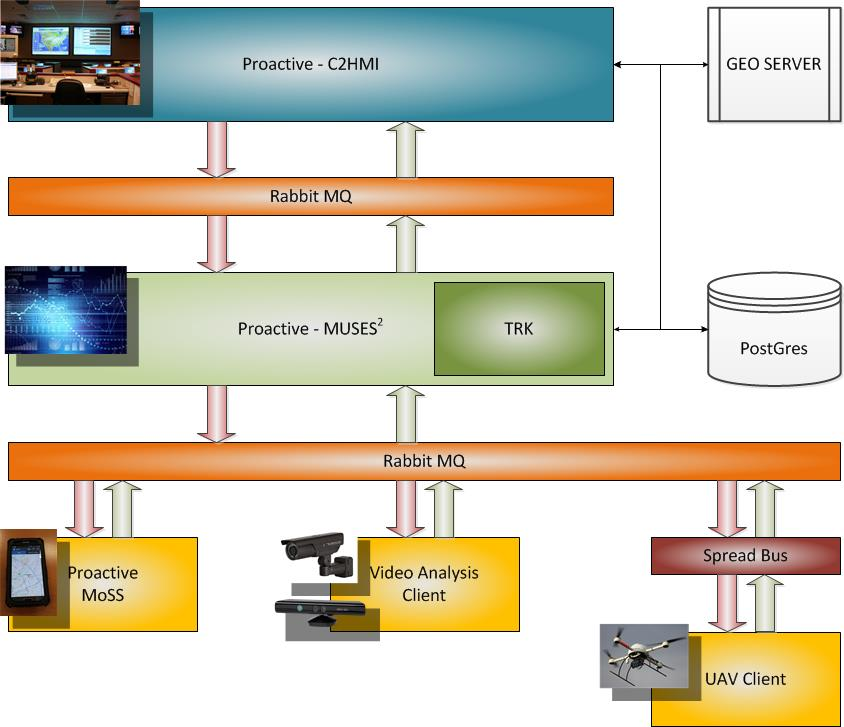 Proactive - C2HMI
GEO SERVER
Rabbit MQ
Proactive - MUSES²
TRK
PostGres
Rabbit MQ
Proactive
MoSS
Video Analysis
Client
Spread Bus
UAV Client